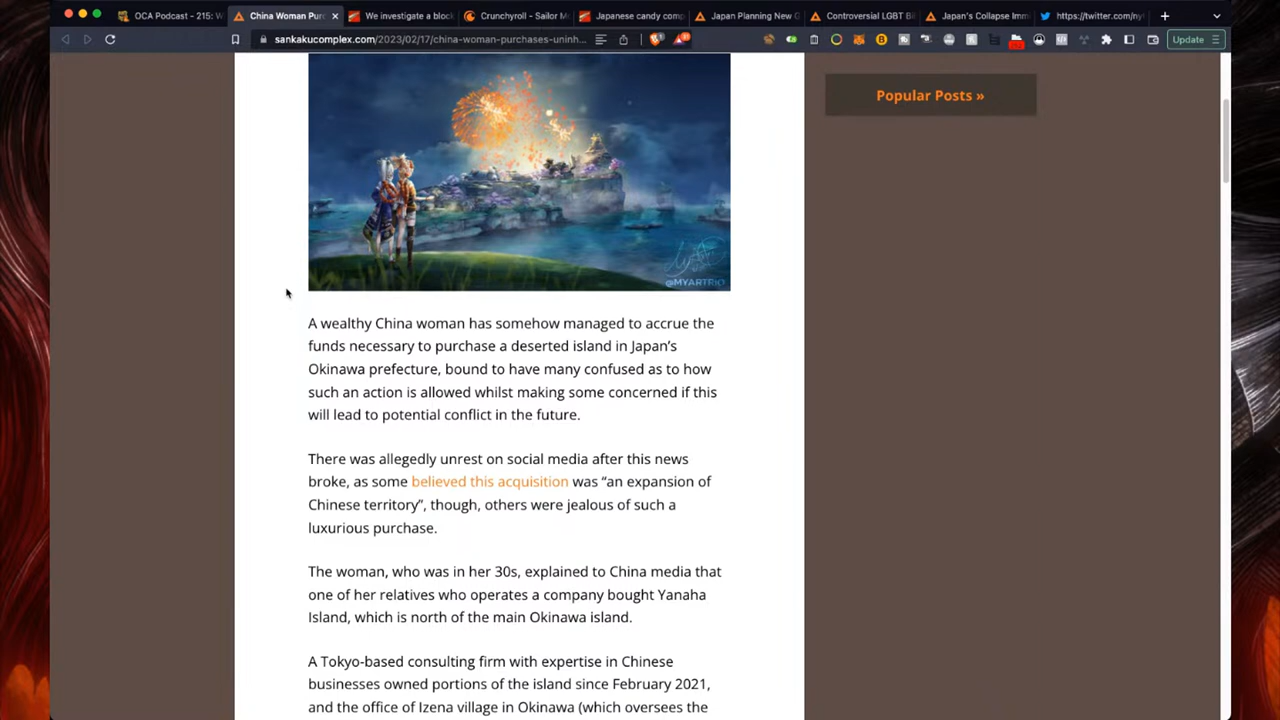 OCA Podcast - 215: W
China Woman Pur
We investigate a block
Crunchyroll - Sailor M
Japanese candy comp
Japan Planning New G
Controversial LGBT Bi
Japan's Collapse Imm
https://twitter.com/ny
sankakucomplex.com/2023/02/17/china-woman-purchases-uninh...
Update
Popular Posts »
@MYARTRIO
A wealthy China woman has somehow managed to accrue the
funds necessary to purchase a deserted island in Japan's
Okinawa prefecture, bound to have many confused as to how
such an action is allowed whilst making some concerned if this
will lead to potential conflict in the future.
There was allegedly unrest on social media after this news
broke, as some believed this acquisition was “an expansion of
Chinese territory”, though, others were jealous of such a
luxurious purchase.
The woman, who was in her 30s, explained to China media that
one of her relatives who operates a company bought Yanaha
Island, which is north of the main Okinawa island.
A Tokyo-based consulting firm with expertise in Chinese
businesses owned portions of the island since February 2021,
and the office of Izena village in Okinawa (which oversees the